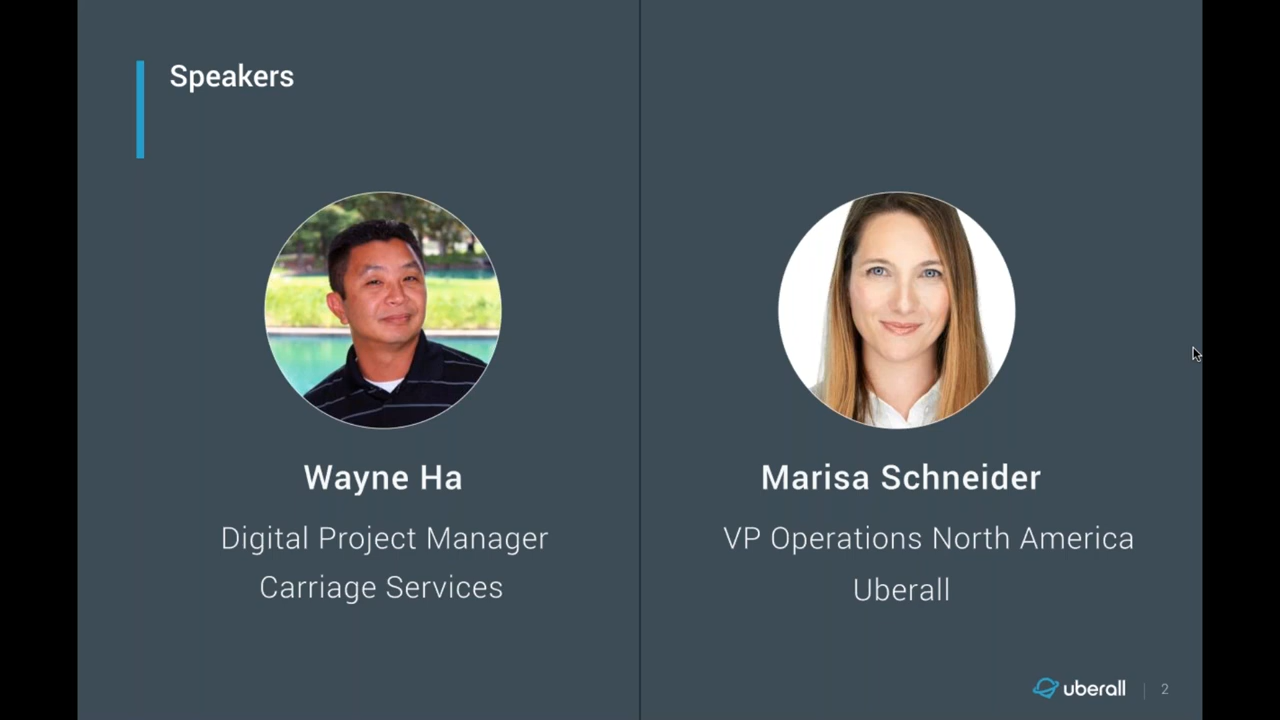 Speakers
Wayne Ha
Digital Project Manager
Carriage Services
Marisa Schneider
VP Operations North America
Uberall
uberall | 2